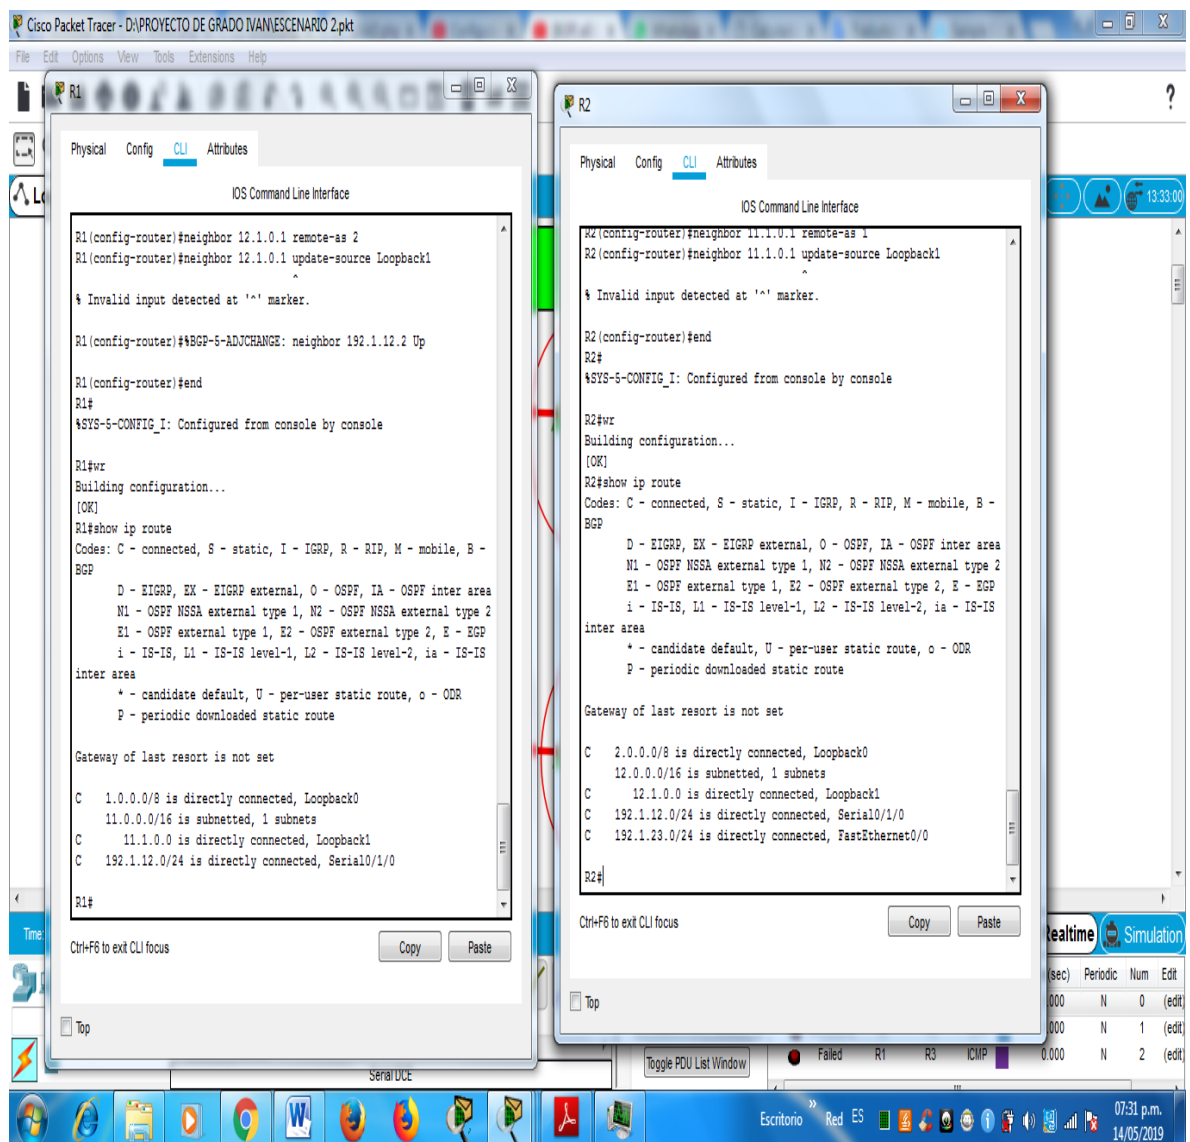 Cisco Packet Tracer - D:\PROYECTO DE GRADO IVAN\ESCENARIO 2.pkt
File Edit Options View Tools Extensions Help
R1
Physical Config CLI Attributes
IOS Command Line Interface
R1(config-router)#neighbor 12.1.0.1 remote-as 2
R1(config-router)#neighbor 12.1.0.1 update-source Loopback1
^
% Invalid input detected at '^' marker.
R1(config-router)#%BGP-5-ADJCHANGE: neighbor 192.1.12.2 Up
R1(config-router)#end
R1#
%SYS-5-CONFIG_I: Configured from console by console
R1#wr
Building configuration...
[OK]
R1#show ip route
Codes: C - connected, S - static, I - IGRP, R - RIP, M - mobile, B -
BGP
D - EIGRP, EX - EIGRP external, O - OSPF, IA - OSPF inter area
N1 - OSPF NSSA external type 1, N2 - OSPF NSSA external type 2
E1 - OSPF external type 1, E2 - OSPF external type 2, E - EGP
i - IS-IS, L1 - IS-IS level-1, L2 - IS-IS level-2, ia - IS-IS
inter area
* - candidate default, U - per-user static route, o - ODR
P - periodic downloaded static route
Gateway of last resort is not set
C 1.0.0.0/8 is directly connected, Loopback0
11.0.0.0/16 is subnetted, 1 subnets
C 11.1.0.0 is directly connected, Loopback1
C 192.1.12.0/24 is directly connected, Serial0/1/0
R1#
Ctrl+F6 to exit CLI focus
Copy Paste
Top
R2
Physical Config CLI Attributes
IOS Command Line Interface
R2(config-router)#neighbor 11.1.0.1 remote-as 1
R2(config-router)#neighbor 11.1.0.1 update-source Loopback1
^
% Invalid input detected at '^' marker.
R2(config-router)#end
R2#
%SYS-5-CONFIG_I: Configured from console by console
R2#wr
Building configuration...
[OK]
R2#show ip route
Codes: C - connected, S - static, I - IGRP, R - RIP, M - mobile, B -
BGP
D - EIGRP, EX - EIGRP external, O - OSPF, IA - OSPF inter area
N1 - OSPF NSSA external type 1, N2 - OSPF NSSA external type 2
E1 - OSPF external type 1, E2 - OSPF external type 2, E - EGP
i - IS-IS, L1 - IS-IS level-1, L2 - IS-IS level-2, ia - IS-IS
inter area
* - candidate default, U - per-user static route, o - ODR
P - periodic downloaded static route
Gateway of last resort is not set
C 2.0.0.0/8 is directly connected, Loopback0
12.0.0.0/16 is subnetted, 1 subnets
C 12.1.0.0 is directly connected, Loopback1
C 192.1.12.0/24 is directly connected, Serial0/1/0
C 192.1.23.0/24 is directly connected, FastEthernet0/0
R2#
Ctrl+F6 to exit CLI focus
Copy Paste
Top
13:33:00
Time
Realtime Simulation
(sec) Periodic Num Edit
.000 N 0 (edit)
.000 N 1 (edit)
Failed R1 R3 ICMP 0.000 N 2 (edit)
Toggle PDU List Window
Serial DCE
Escritorio » Red ES
07:31 p.m.
14/05/2019